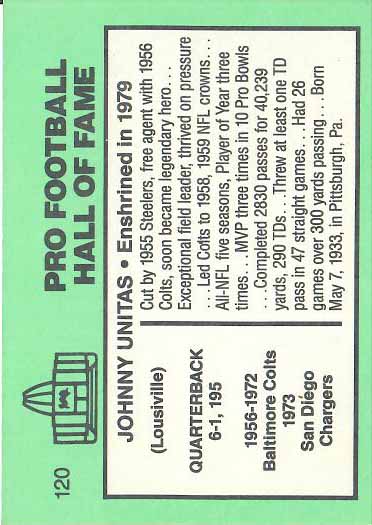 120
PRO FOOTBALL
HALL OF FAME
JOHNNY UNITAS • Enshrined in 1979
(Lousiville)
QUARTERBACK
6-1, 195
1956-1972
Baltimore Colts
1973
San Diego
Chargers
Cut by 1955 Steelers, free agent with 1956
Colts, soon became legendary hero...
Exceptional field leader, thrived on pressure
...Led Colts to 1958, 1959 NFL crowns...
All-NFL five seasons, Player of Year three
times...MVP three times in 10 Pro Bowls
...Completed 2830 passes for 40,239
yards, 290 TDs...Threw at least one TD
pass in 47 straight games...Had 26
games over 300 yards passing...Born
May 7, 1933, in Pittsburgh, Pa.